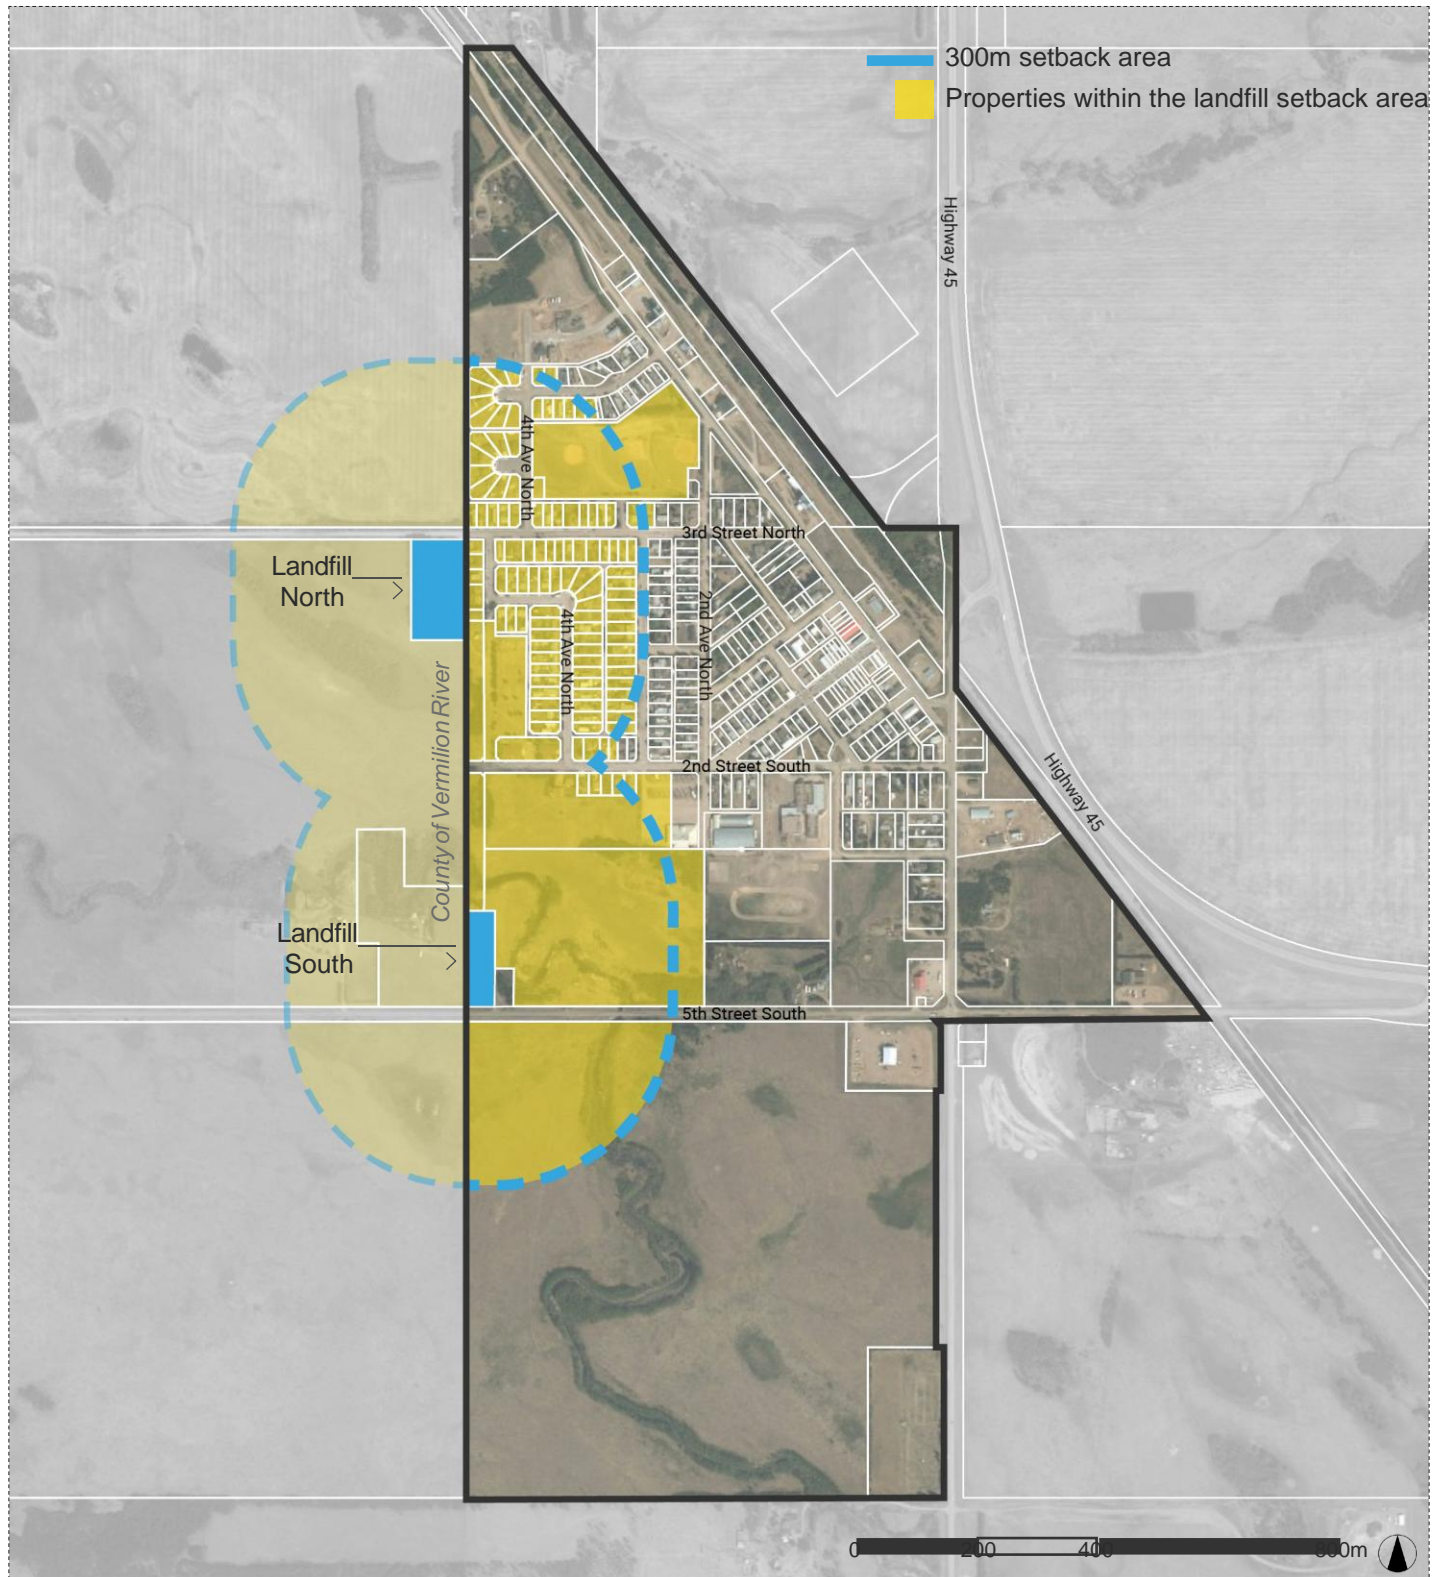 300m setback area
Properties within the landfill setback area
Highway 45
4th Ave North
3rd Street North
Landfill
North
2nd Ave North
4th Ave North
County of Vermilion River
2nd Street South
Highway 45
Landfill
South
5th Street South
0 200 400 800m